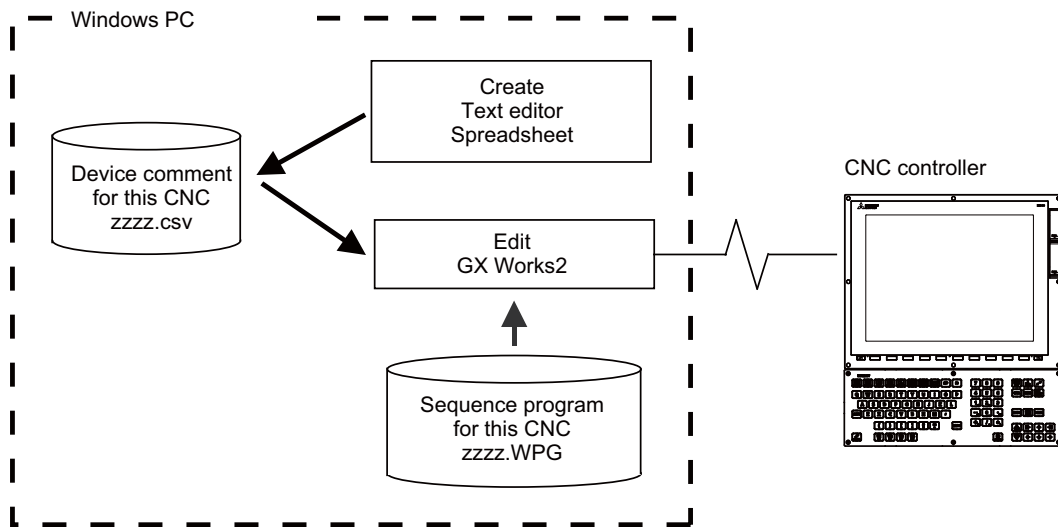 Windows PC
Create
Text editor
Spreadsheet
Device comment
for this CNC
zzzz.csv
CNC controller
Edit
GX Works2
Sequence program
for this CNC
zzzz.WPG